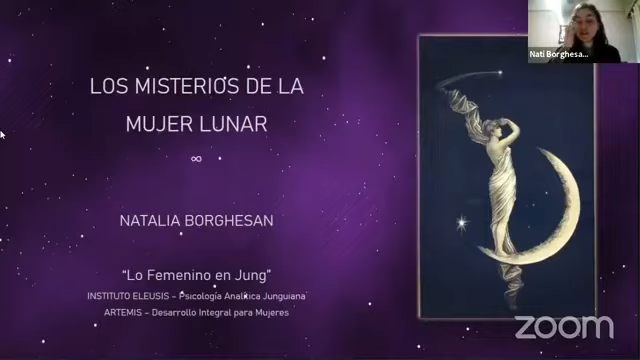 LOS MISTERIOS DE LA
MUJER LUNAR
∞
NATALIA BORGHESAN
“Lo Femenino en Jung”
INSTITUTO ELEUSIS – Psicología Analítica Junguiana
ARTEMIS – Desarrollo Integral para Mujeres
Nati Borghesa...
zoom